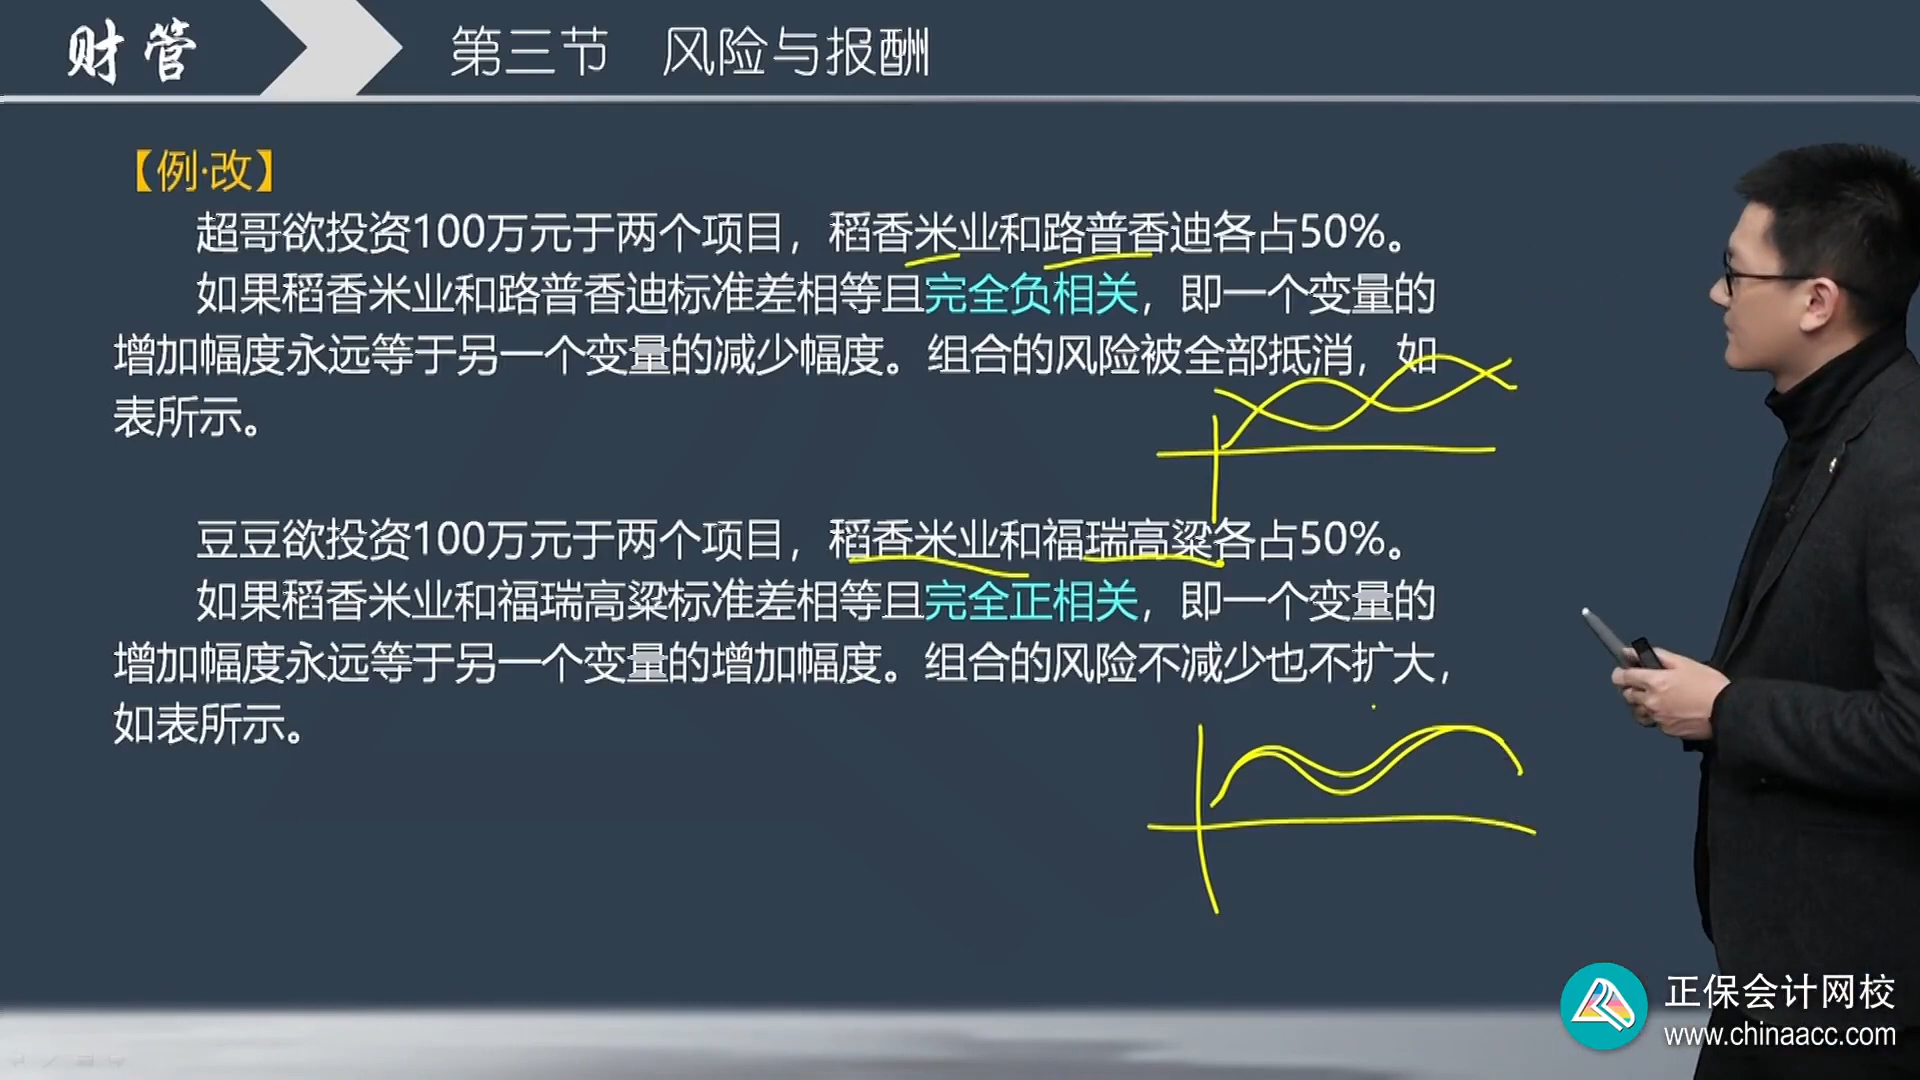 财管
第三节 风险与报酬
【例·改】
超哥欲投资100万元于两个项目，稻香米业和路普香迪各占50%。
如果稻香米业和路普香迪标准差相等且完全负相关，即一个变量的
增加幅度永远等于另一个变量的减少幅度。组合的风险被全部抵消，如
表所示。
豆豆欲投资100万元于两个项目，稻香米业和福瑞高粱各占50%。
如果稻香米业和福瑞高粱标准差相等且完全正相关，即一个变量的
增加幅度永远等于另一个变量的增加幅度。组合的风险不减少也不扩大，
如表所示。
正保会计网校
www.chinaacc.com